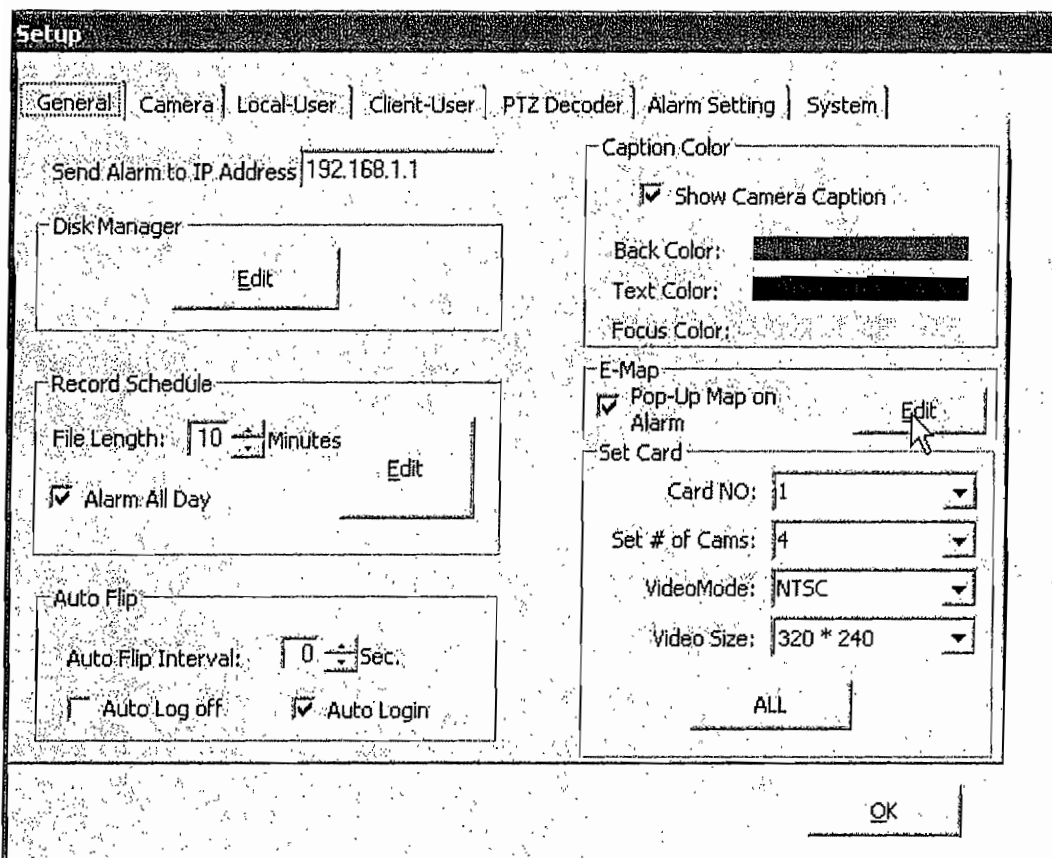 Setup
General Camera Local-User Client-User PTZ Decoder Alarm Setting System
Send Alarm to IP Address 192.168.1.1
Disk Manager
Edit
Record Schedule
File Length: 10 Minutes
Edit
Alarm All Day
Auto Flip
Auto Flip Interval: 0 Sec.
Auto Log off Auto Login
Caption Color
Show Camera Caption
Back Color:
Text Color:
Focus Color:
E-Map
Pop-Up Map on
Alarm
Edit
Set Card
Card NO: 1
Set # of Cams: 4
VideoMode: NTSC
Video Size: 320 * 240
ALL
OK